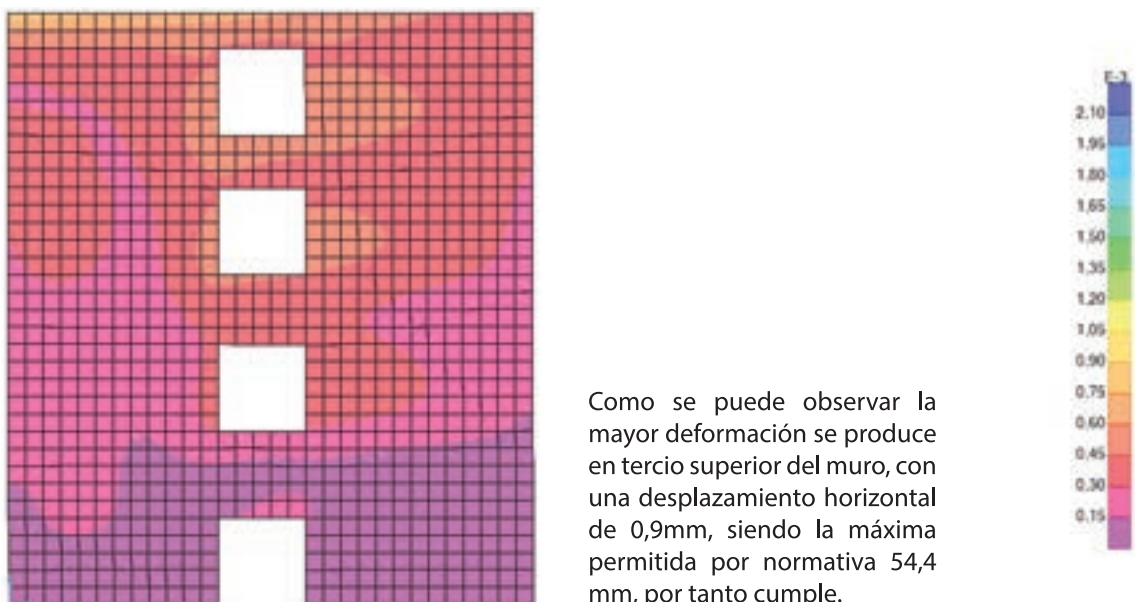 Como se puede observar la
mayor deformación se produce
en tercio superior del muro, con
una desplazamiento horizontal
de 0,9mm, siendo la máxima
permitida por normativa 54,4
mm, por tanto cumple.
E-3
2.10
1.95
1.80
1.65
1.50
1.35
1.20
1.05
0.90
0.75
0.60
0.45
0.30
0.15